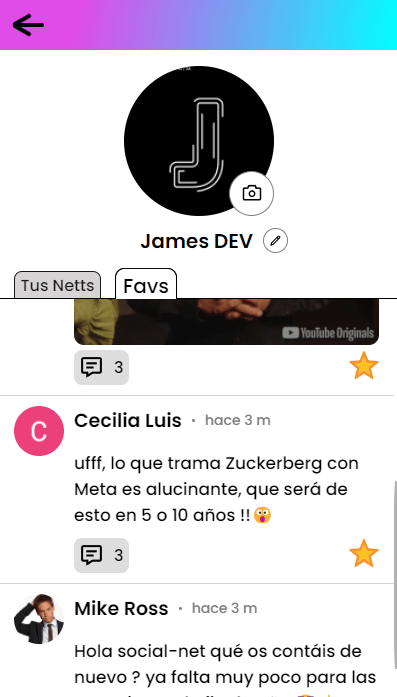 J
James DEV
Tus Netts
Favs
YouTube Originals
3
C
Cecilia Luis · hace 3 m
ufff, lo que trama Zuckerberg con
Meta es alucinante, que será de
esto en 5 o 10 años !!😲
3
Mike Ross · hace 3 m
Hola social-net qué os contáis de
nuevo ? ya falta muy poco para las